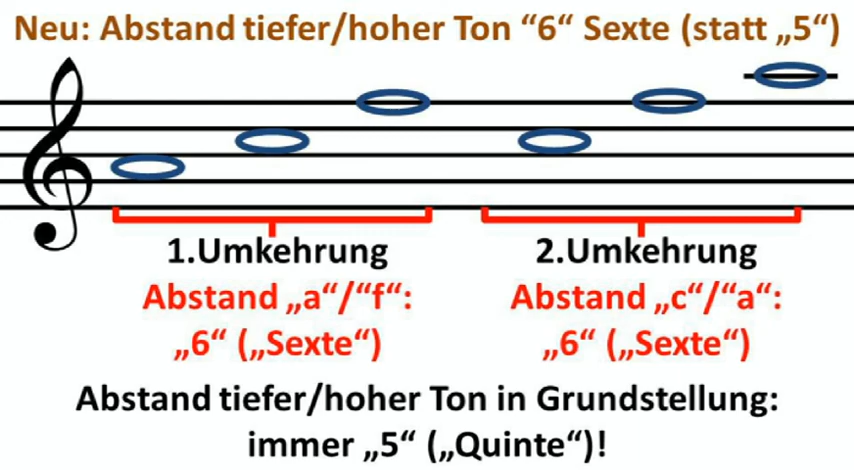 Neu: Abstand tiefer/hoher Ton “6“ Sexte (statt „5“)
1.Umkehrung
2.Umkehrung
Abstand „a“/“f“:
Abstand „c“/“a“:
„6“ („Sexte“)
„6“ („Sexte“)
Abstand tiefer/hoher Ton in Grundstellung:
immer „5“ („Quinte“)!